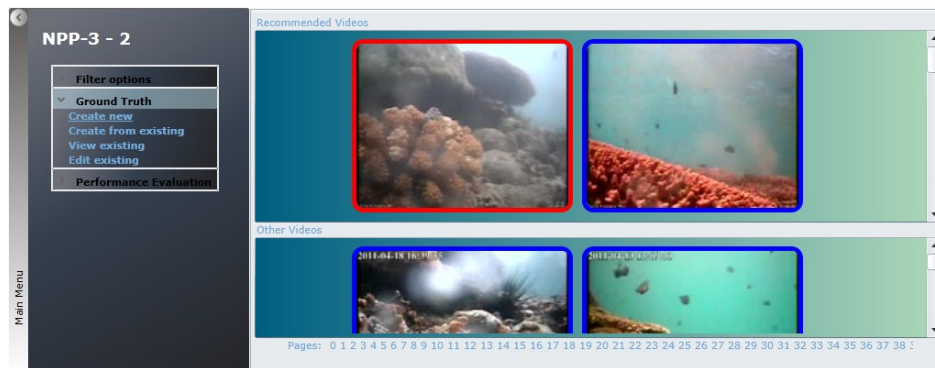 NPP-3 - 2
Filter options
Ground Truth
Create new
Create from existing
View existing
Edit existing
Performance Evaluation
Main Menu
Recommended Videos
Other Videos
2011-04-18 16:39:35
Pages: 0 1 2 3 4 5 6 7 8 9 10 11 12 13 14 15 16 17 18 19 20 21 22 23 24 25 26 27 28 29 30 31 32 33 34 35 36 37 38